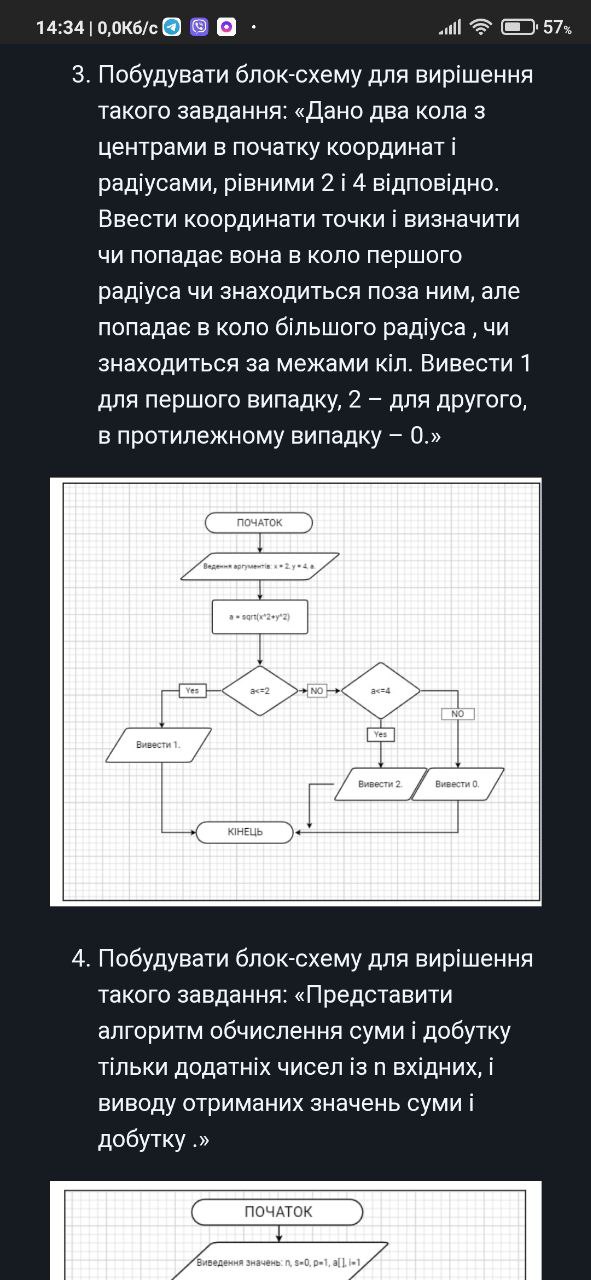 14:34 | 0,0Кб/с
57%
3. Побудувати блок-схему для вирішення
такого завдання: «Дано два кола з
центрами в початку координат і
радіусами, рівними 2 і 4 відповідно.
Ввести координати точки і визначити
чи попадає вона в коло першого
радіуса чи знаходиться поза ним, але
попадає в коло більшого радіуса , чи
знаходиться за межами кіл. Вивести 1
для першого випадку, 2 – для другого,
в протилежному випадку – 0.»
ПОЧАТОК
Ведення аргументів: x = 2, y = 4, a.
a = sqrt(x^2+y^2)
Yes
a<=2
NO
a<=4
NO
Yes
Вивести 1.
Вивести 2.
Вивести 0.
КІНЕЦЬ
4. Побудувати блок-схему для вирішення
такого завдання: «Представити
алгоритм обчислення суми і добутку
тільки додатніх чисел із n вхідних, і
виводу отриманих значень суми і
добутку .»
ПОЧАТОК
Виведення значень: n, s=0, p=1, a[ ], i=1